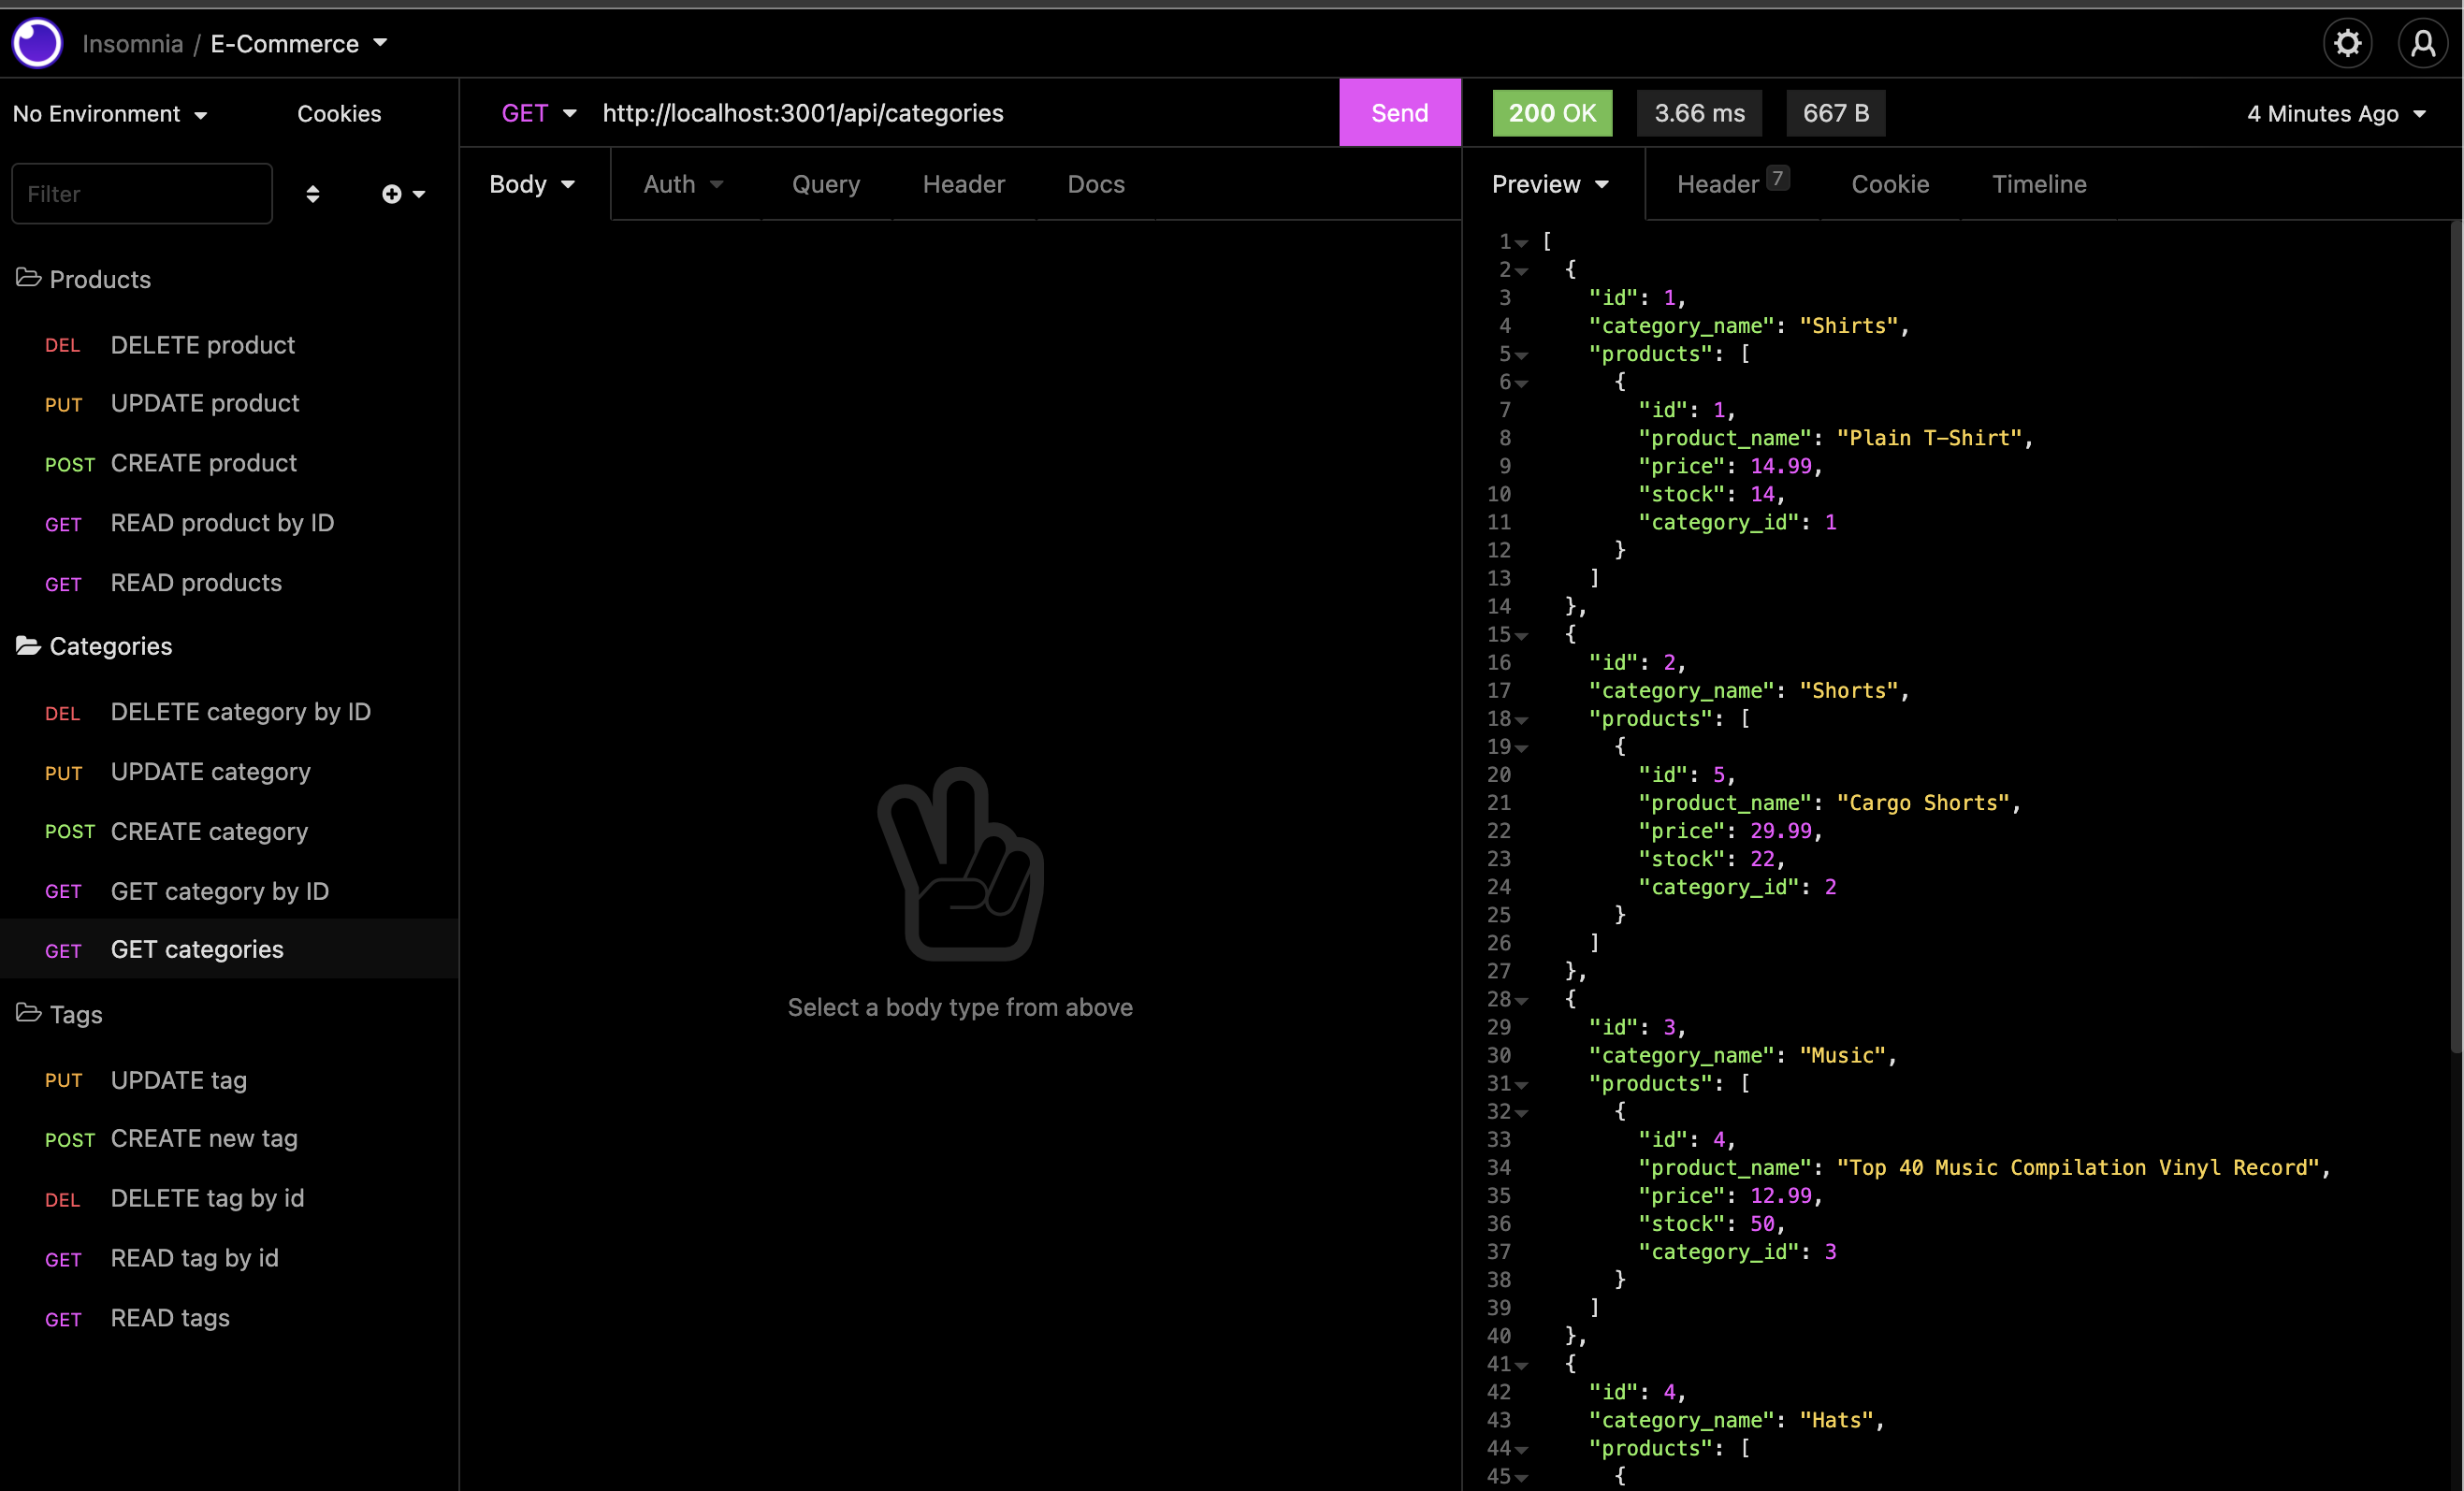 Insomnia / E-Commerce
No Environment
Cookies
Filter
Products
DEL DELETE product
PUT UPDATE product
POST CREATE product
GET READ product by ID
GET READ products
Categories
DEL DELETE category by ID
PUT UPDATE category
POST CREATE category
GET GET category by ID
GET GET categories
Tags
PUT UPDATE tag
POST CREATE new tag
DEL DELETE tag by id
GET READ tag by id
GET READ tags
GET http://localhost:3001/api/categories Send
Body Auth Query Header Docs
Select a body type from above
200 OK 3.66 ms 667 B 4 Minutes Ago
Preview Header 7 Cookie Timeline
1 [
2 {
3 "id": 1,
4 "category_name": "Shirts",
5 "products": [
6 {
7 "id": 1,
8 "product_name": "Plain T-Shirt",
9 "price": 14.99,
10 "stock": 14,
11 "category_id": 1
12 }
13 ]
14 },
15 {
16 "id": 2,
17 "category_name": "Shorts",
18 "products": [
19 {
20 "id": 5,
21 "product_name": "Cargo Shorts",
22 "price": 29.99,
23 "stock": 22,
24 "category_id": 2
25 }
26 ]
27 },
28 {
29 "id": 3,
30 "category_name": "Music",
31 "products": [
32 {
33 "id": 4,
34 "product_name": "Top 40 Music Compilation Vinyl Record",
35 "price": 12.99,
36 "stock": 50,
37 "category_id": 3
38 }
39 ]
40 },
41 {
42 "id": 4,
43 "category_name": "Hats",
44 "products": [
45 {